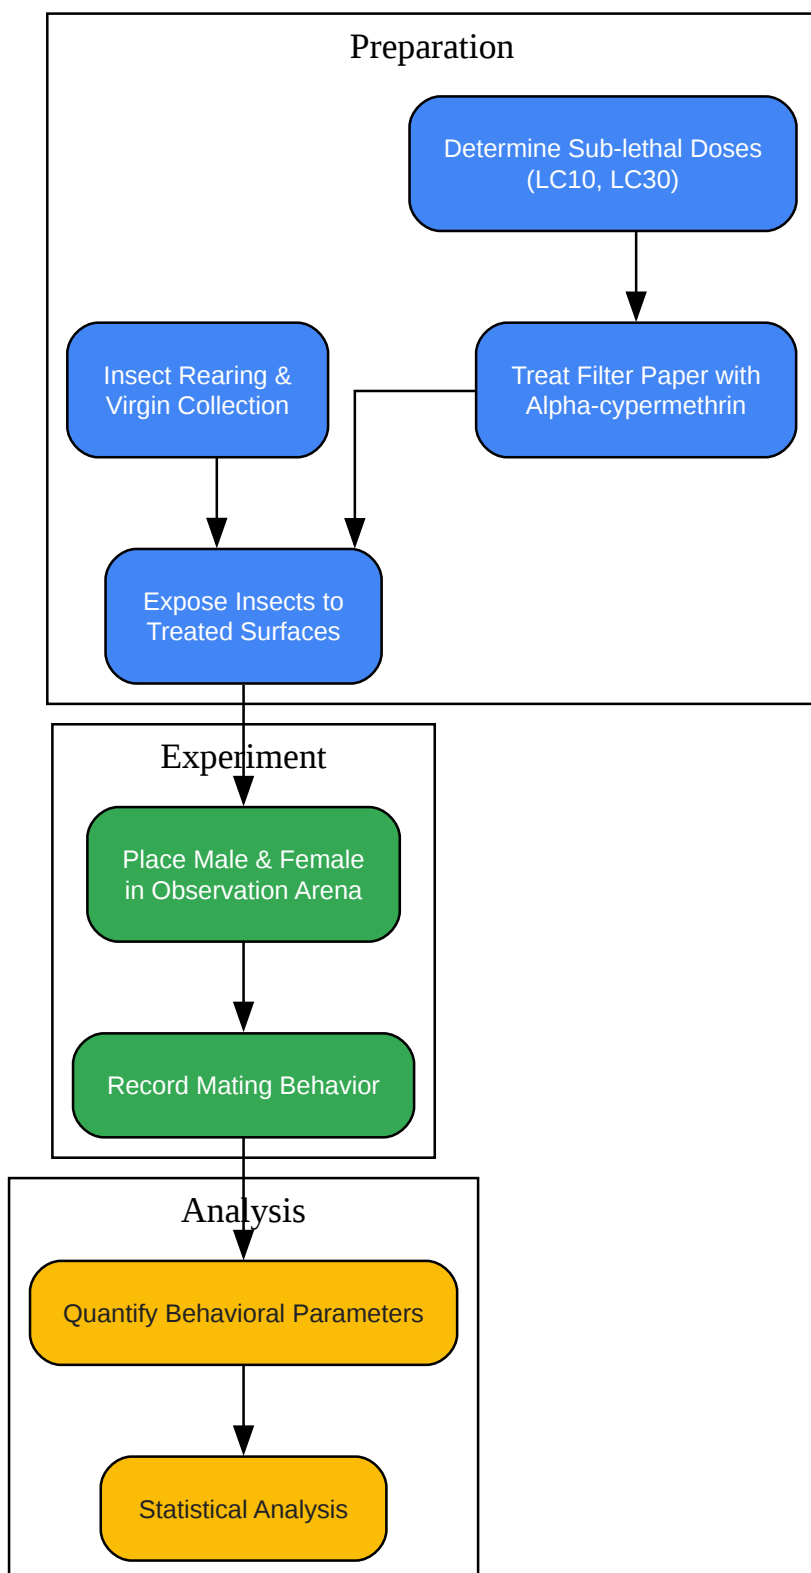 Preparation
Determine Sub-lethal Doses
(LC10, LC30)
Insect Rearing &
Virgin Collection
Treat Filter Paper with
Alpha-cypermethrin
Expose Insects to
Treated Surfaces
Experiment
Place Male & Female
in Observation Arena
Record Mating Behavior
Analysis
Quantify Behavioral Parameters
Statistical Analysis